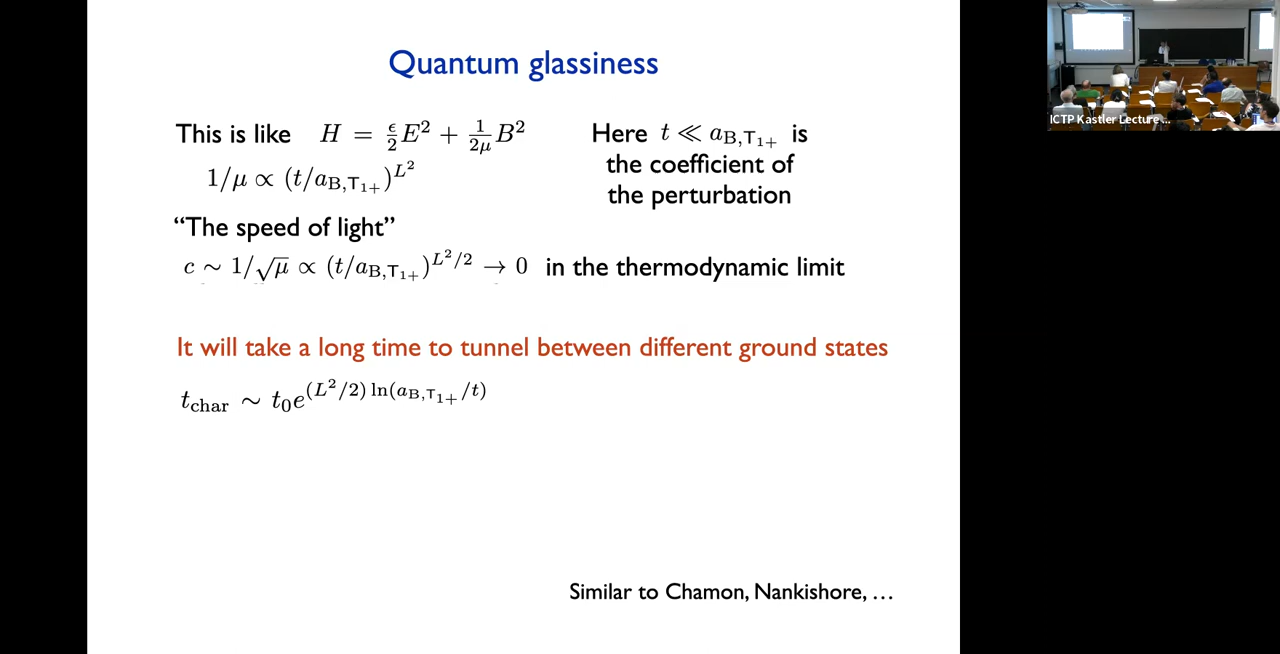 Quantum glassiness
This is like H = ϵ/2 E² + 1/2μ B²
1/μ ∝ (t/a_{B,T₁₊})^{L²}
Here t ≪ a_{B,T₁₊} is
the coefficient of
the perturbation
“The speed of light”
c ∼ 1/√μ ∝ (t/a_{B,T₁₊})^{L²/2} → 0 in the thermodynamic limit
It will take a long time to tunnel between different ground states
t_char ∼ t₀e^{(L²/2) ln(a_{B,T₁₊}/t)}
Similar to Chamon, Nankishore, …
ICTP Kastler Lecture ...